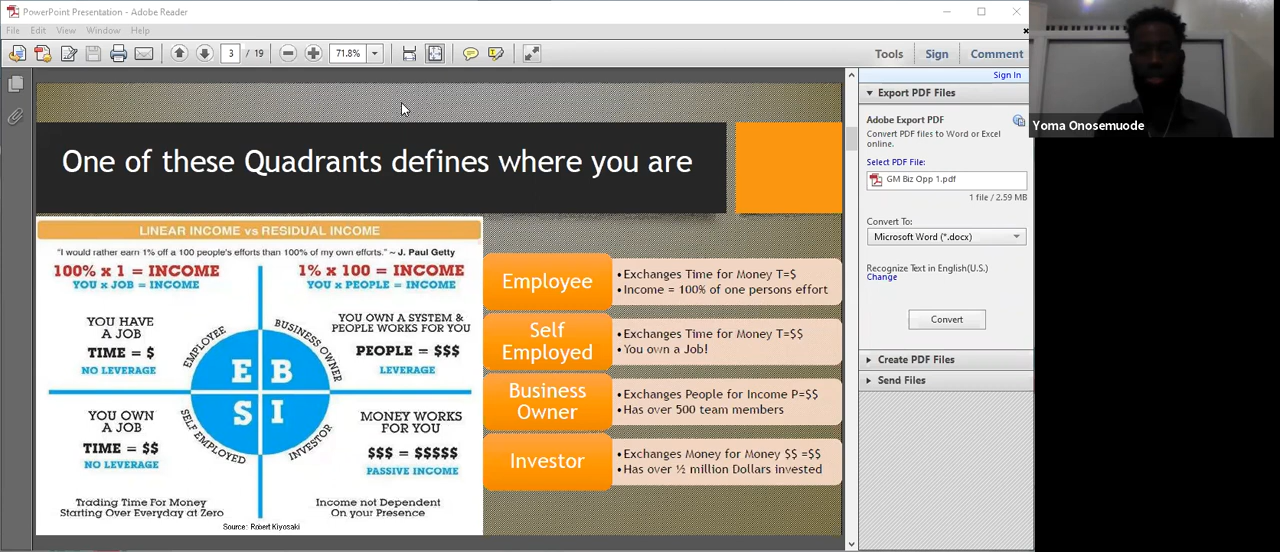 PowerPoint Presentation - Adobe Reader
File Edit View Window Help
3 / 19
71.8%
Tools Sign Comment
Sign In
One of these Quadrants defines where you are
LINEAR INCOME vs RESIDUAL INCOME
"I would rather earn 1% off a 100 people's efforts than 100% of my own efforts." ~ J. Paul Getty
100% x 1 = INCOME
YOU x JOB = INCOME
1% x 100 = INCOME
YOU x PEOPLE = INCOME
YOU HAVE
A JOB
TIME = $
NO LEVERAGE
YOU OWN A SYSTEM &
PEOPLE WORKS FOR YOU
PEOPLE = $$$
LEVERAGE
EMPLOYEE
BUSINESS OWNER
E B
S I
SELF EMPLOYED
INVESTOR
YOU OWN
A JOB
TIME = $$
NO LEVERAGE
MONEY WORKS
FOR YOU
$$$ = $$$$$
PASSIVE INCOME
Trading Time For Money
Starting Over Everyday at Zero
Income not Dependent
On your Presence
Source: Robert Kiyosaki
Employee
•Exchanges Time for Money T=$
•Income = 100% of one persons effort
Self
Employed
•Exchanges Time for Money T=$$
•You own a Job!
Business
Owner
•Exchanges People for Income P=$$
•Has over 500 team members
Investor
•Exchanges Money for Money $$ =$$
•Has over ½ million Dollars invested
Export PDF Files
Adobe Export PDF
Convert PDF files to Word or Excel
online.
Select PDF File:
GM Biz Opp 1.pdf
1 file / 2.59 MB
Convert To:
Microsoft Word (*.docx)
Recognize Text in English(U.S.)
Change
Convert
Create PDF Files
Send Files
Yoma Onosemuode